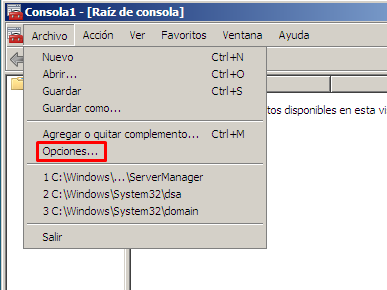 Consola1 - [Raíz de consola]
Archivo Acción Ver Favoritos Ventana Ayuda
Nuevo Ctrl+N
Abrir... Ctrl+O
Guardar Ctrl+S
Guardar como...
tos disponibles en esta vi
Agregar o quitar complemento... Ctrl+M
Opciones...
1 C:\Windows\...\ServerManager
2 C:\Windows\System32\dsa
3 C:\Windows\System32\domain
Salir